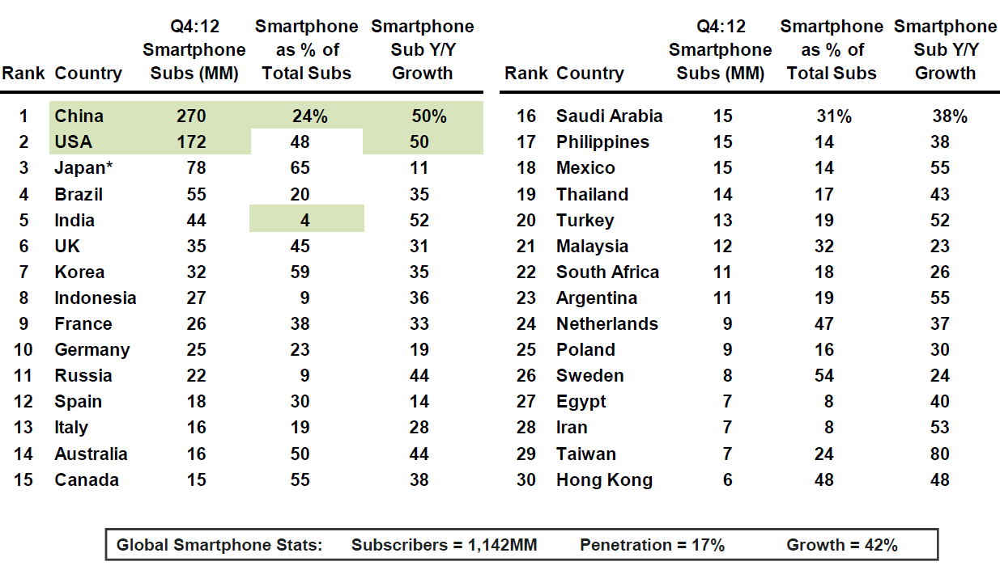 Rank Country Q4:12 Smartphone Subs (MM) Smartphone as % of Total Subs Smartphone Sub Y/Y Growth
1 China 270 24% 50%
2 USA 172 48 50
3 Japan* 78 65 11
4 Brazil 55 20 35
5 India 44 4 52
6 UK 35 45 31
7 Korea 32 59 35
8 Indonesia 27 9 36
9 France 26 38 33
10 Germany 25 23 19
11 Russia 22 9 44
12 Spain 18 30 14
13 Italy 16 19 28
14 Australia 16 50 44
15 Canada 15 55 38
Rank Country Q4:12 Smartphone Subs (MM) Smartphone as % of Total Subs Smartphone Sub Y/Y Growth
16 Saudi Arabia 15 31% 38%
17 Philippines 15 14 38
18 Mexico 15 14 55
19 Thailand 14 17 43
20 Turkey 13 19 52
21 Malaysia 12 32 23
22 South Africa 11 18 26
23 Argentina 11 19 55
24 Netherlands 9 47 37
25 Poland 9 16 30
26 Sweden 8 54 24
27 Egypt 7 8 40
28 Iran 7 8 53
29 Taiwan 7 24 80
30 Hong Kong 6 48 48
Global Smartphone Stats: Subscribers = 1,142MM Penetration = 17% Growth = 42%